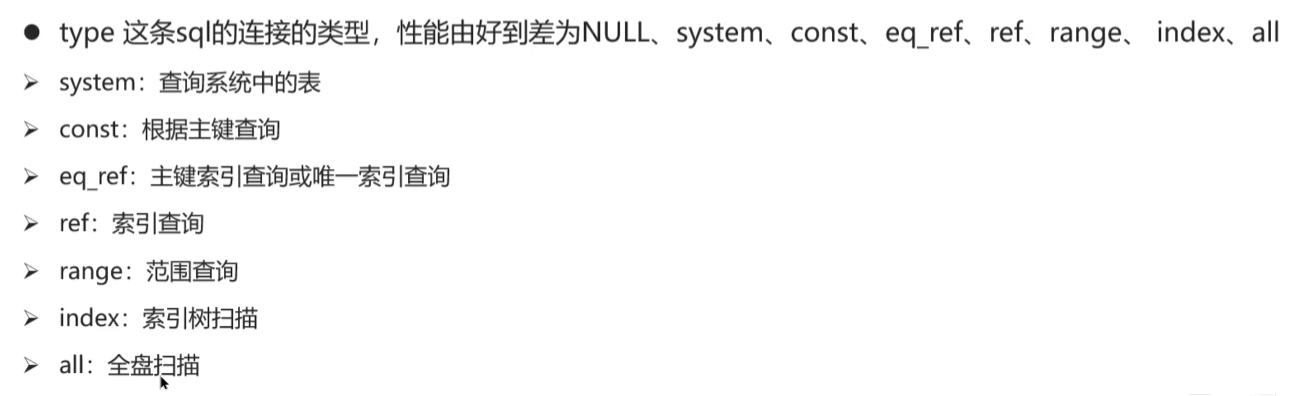 ● type 这条sql的连接的类型，性能由好到差为NULL、system、const、eq_ref、ref、range、 index、all
➢ system：查询系统中的表
➢ const：根据主键查询
➢ eq_ref：主键索引查询或唯一索引查询
➢ ref：索引查询
➢ range：范围查询
➢ index：索引树扫描
➢ all：全盘扫描